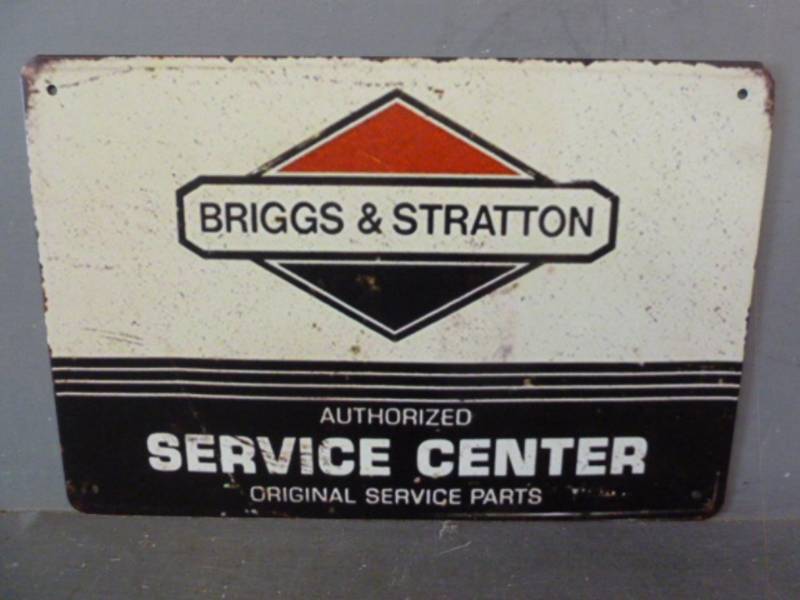 BRIGGS & STRATTON
AUTHORIZED
SERVICE CENTER
ORIGINAL SERVICE PARTS